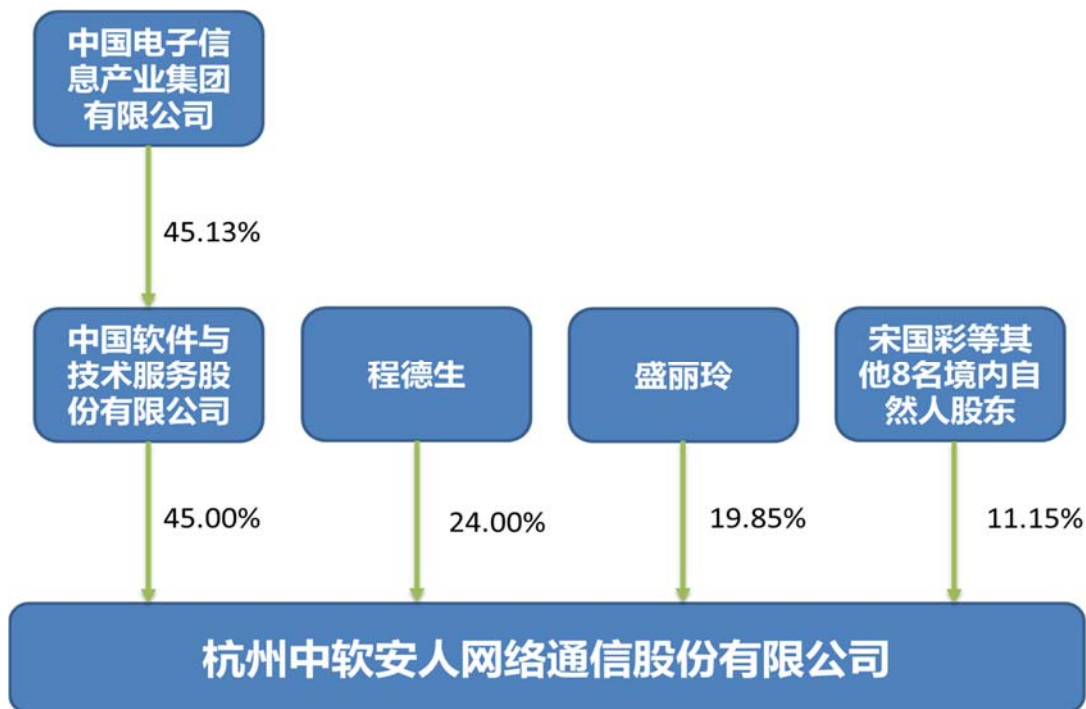 中国电子信
息产业集团
有限公司
45.13%
中国软件与
技术服务股
份有限公司
程德生
盛丽玲
宋国彩等其
他8名境内自
然人股东
45.00%
24.00%
19.85%
11.15%
杭州中软安人网络通信股份有限公司